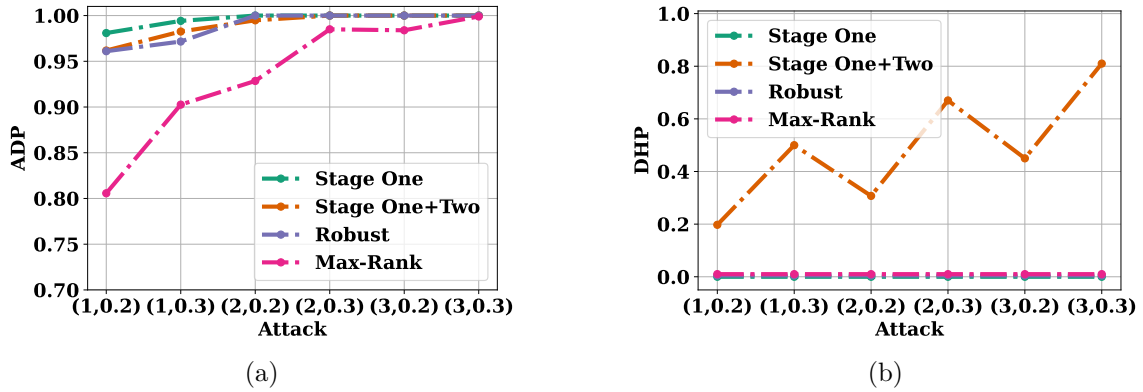 1.00
0.95
0.90
0.85
0.80
0.75
0.70
ADP
Stage One
Stage One+Two
Robust
Max-Rank
(1,0.2) (1,0.3) (2,0.2) (2,0.3) (3,0.2) (3,0.3)
Attack
(a)
1.0
0.8
0.6
0.4
0.2
0.0
DHP
Stage One
Stage One+Two
Robust
Max-Rank
(1,0.2) (1,0.3) (2,0.2) (2,0.3) (3,0.2) (3,0.3)
Attack
(b)